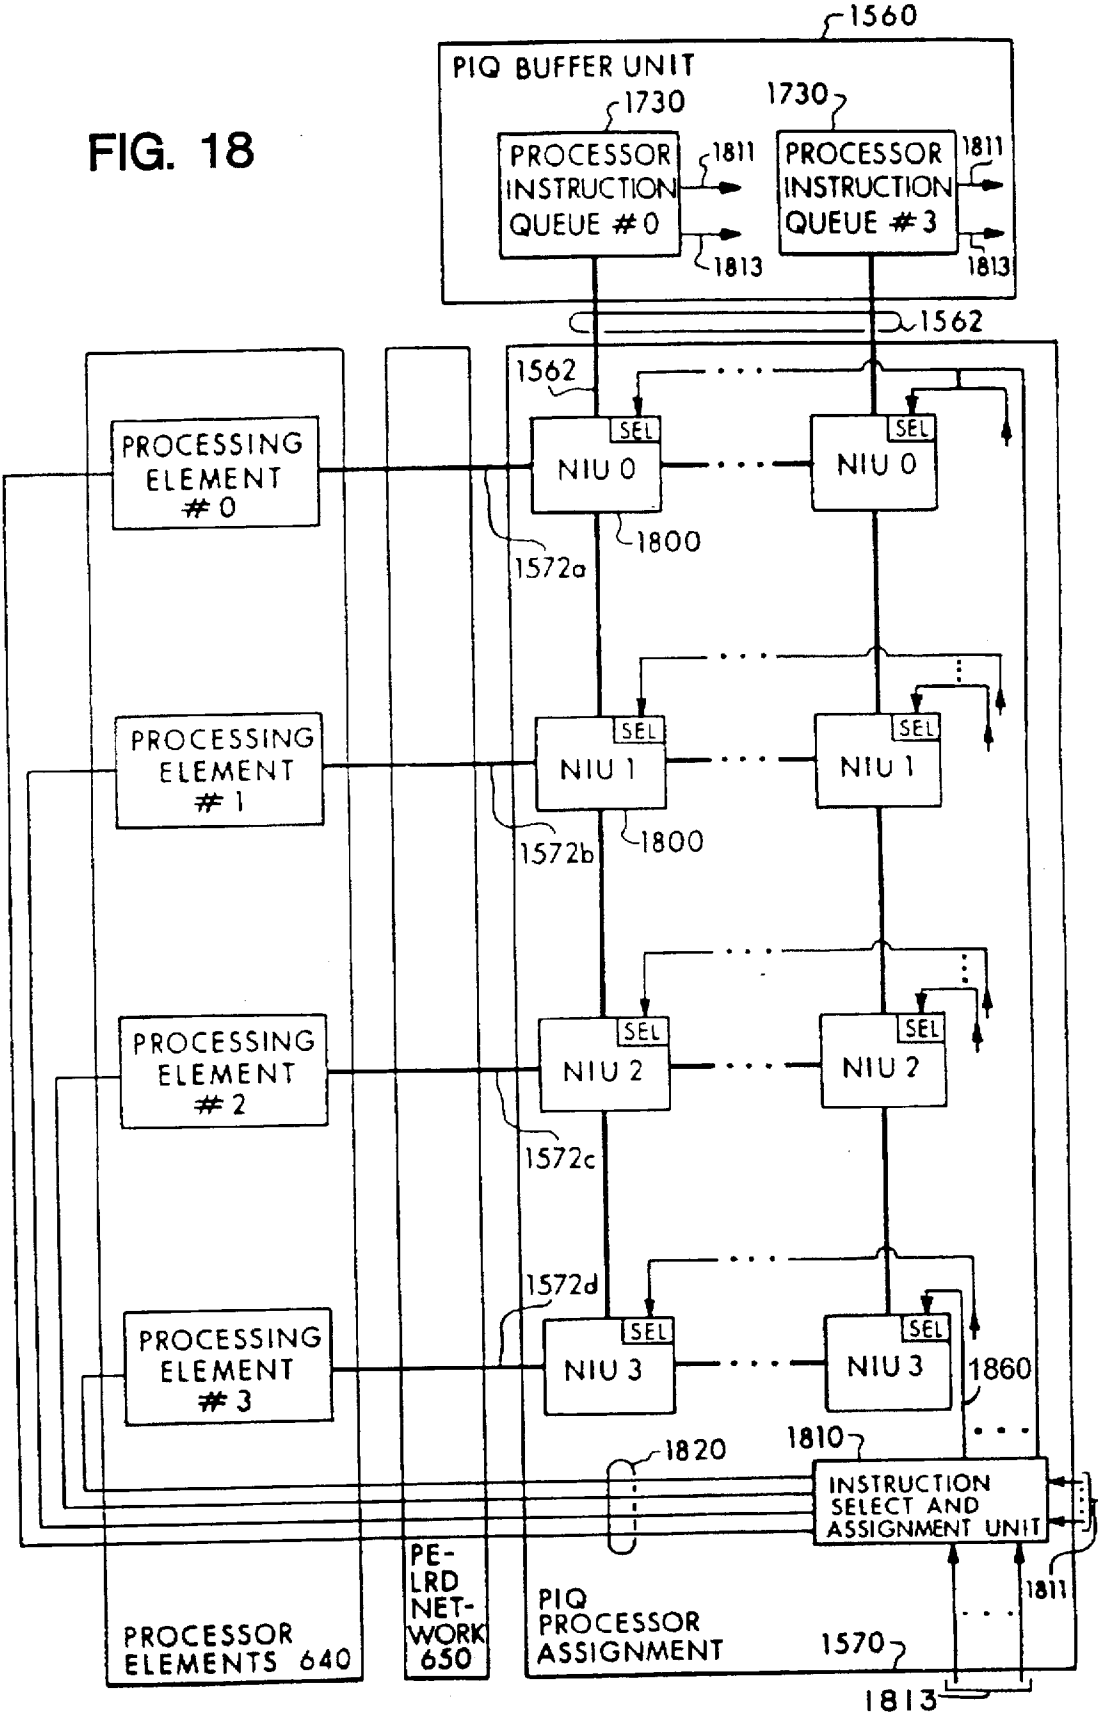 1560
PIQ BUFFER UNIT
FIG. 18
1730
1730
PROCESSOR
INSTRUCTION
QUEUE #0
1811
1813
PROCESSOR
INSTRUCTION
QUEUE #3
1811
1813
1562
1562
PROCESSING
ELEMENT
#0
SEL
NIU 0
SEL
NIU 0
1800
1572a
PROCESSING
ELEMENT
#1
SEL
NIU 1
SEL
NIU 1
1800
1572b
PROCESSING
ELEMENT
#2
SEL
NIU 2
SEL
NIU 2
1572c
1572d
PROCESSING
ELEMENT
#3
SEL
NIU 3
SEL
NIU 3
1860
1820
1810
INSTRUCTION
SELECT AND
ASSIGNMENT UNIT
1811
PROCESSOR
ELEMENTS 640
PE-
LRD
NET-
WORK
650
PIQ
PROCESSOR
ASSIGNMENT
1570
1813